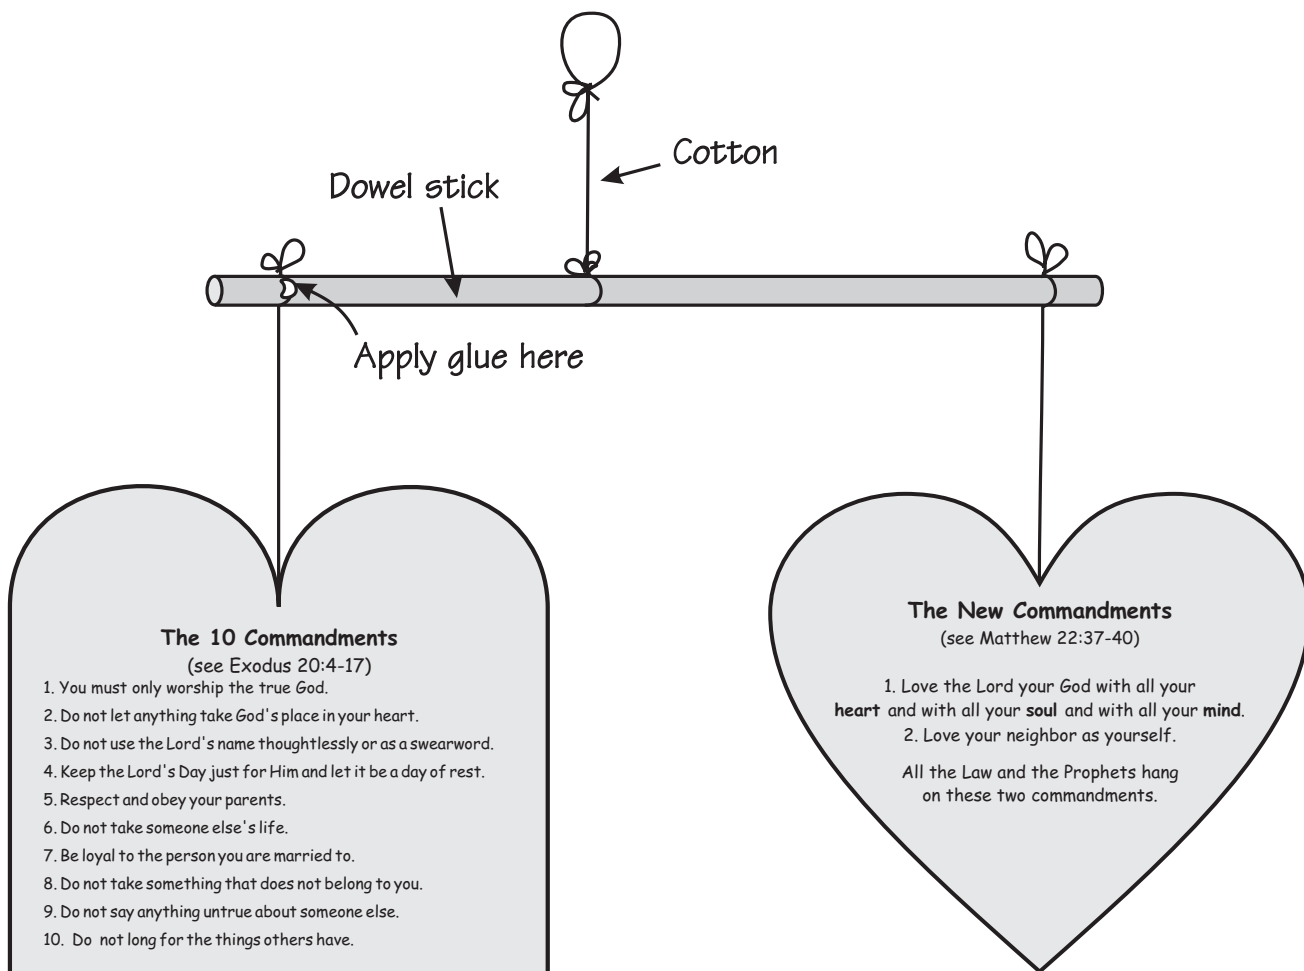 Cotton
Dowel stick
Apply glue here
The 10 Commandments
(see Exodus 20:4-17)
1. You must only worship the true God.
2. Do not let anything take God's place in your heart.
3. Do not use the Lord's name thoughtlessly or as a swearword.
4. Keep the Lord's Day just for Him and let it be a day of rest.
5. Respect and obey your parents.
6. Do not take someone else's life.
7. Be loyal to the person you are married to.
8. Do not take something that does not belong to you.
9. Do not say anything untrue about someone else.
10. Do not long for the things others have.
The New Commandments
(see Matthew 22:37-40)
1. Love the Lord your God with all your
heart and with all your soul and with all your mind.
2. Love your neighbor as yourself.
All the Law and the Prophets hang
on these two commandments.